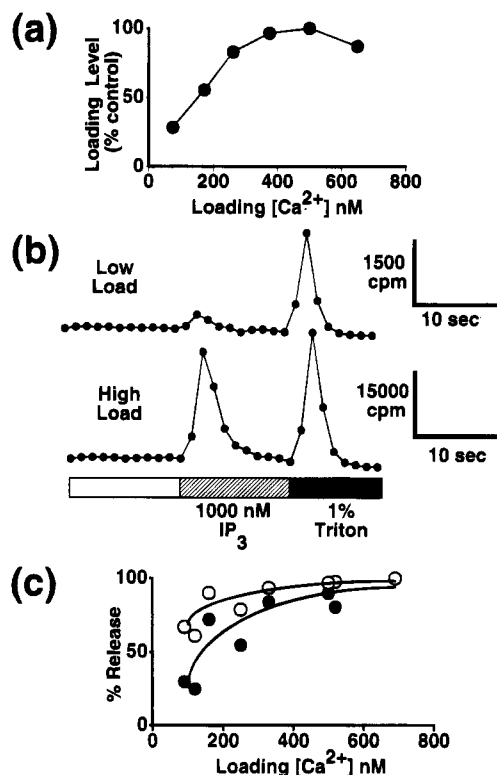 (a)
Loading Level
(% control)
100
50
0
0 200 400 600 800
Loading [Ca2+] nM
(b)
Low
Load
1500
cpm
10 sec
High
Load
15000
cpm
10 sec
1000 nM
IP3
1%
Triton
(c)
% Release
100
50
0
0 200 400 600 800
Loading [Ca2+] nM